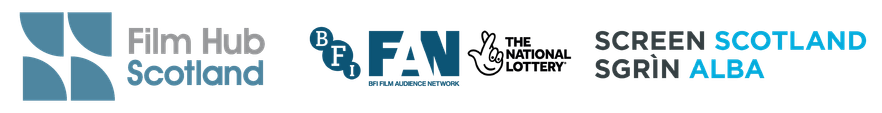 Film Hub
Scotland
BFI
FAN
BFI FILM AUDIENCE NETWORK
THE
NATIONAL
LOTTERY®
SCREEN SCOTLAND
SGRÌN ALBA